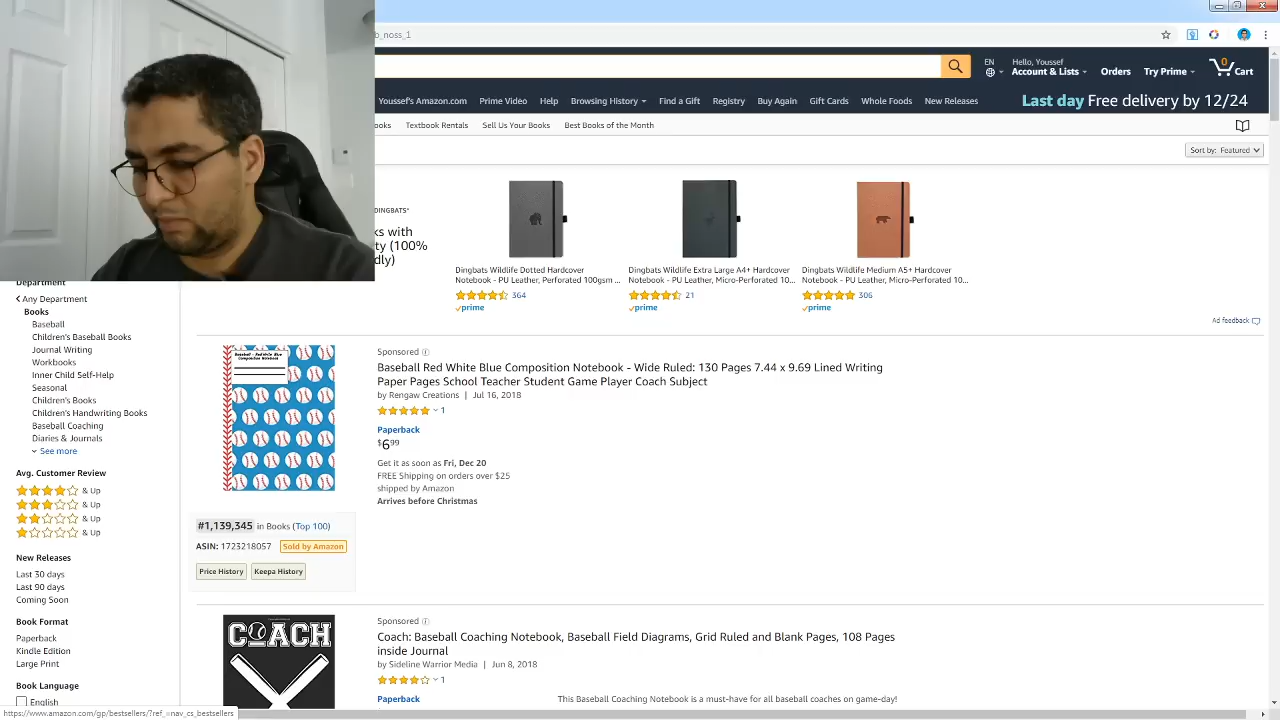 b_noss_1
EN
Hello, Youssef
Account & Lists
Orders
Try Prime
0
Cart
Youssef's Amazon.com
Prime Video
Help
Browsing History
Find a Gift
Registry
Buy Again
Gift Cards
Whole Foods
New Releases
Last day Free delivery by 12/24
ooks
Textbook Rentals
Sell Us Your Books
Best Books of the Month
Sort by: Featured
DINGBATS*
ks with
ty (100%
dly)
Dingbats Wildlife Dotted Hardcover
Notebook - PU Leather, Perforated 100gsm ...
364
prime
Dingbats Wildlife Extra Large A4+ Hardcover
Notebook - PU Leather, Micro-Perforated 10...
21
prime
Dingbats Wildlife Medium A5+ Hardcover
Notebook - PU Leather, Micro-Perforated 10...
306
prime
Ad feedback
Department
Any Department
Books
Baseball
Children's Baseball Books
Journal Writing
Workbooks
Inner Child Self-Help
Seasonal
Children's Books
Children's Handwriting Books
Baseball Coaching
Diaries & Journals
See more
Avg. Customer Review
& Up
& Up
& Up
& Up
New Releases
Last 30 days
Last 90 days
Coming Soon
Book Format
Paperback
Kindle Edition
Large Print
Book Language
English
Baseball - Red White Blue
Composition Notebook
Sponsored
Baseball Red White Blue Composition Notebook - Wide Ruled: 130 Pages 7.44 x 9.69 Lined Writing
Paper Pages School Teacher Student Game Player Coach Subject
by Rengaw Creations | Jul 16, 2018
1
Paperback
$6 99
Get it as soon as Fri, Dec 20
FREE Shipping on orders over $25
shipped by Amazon
Arrives before Christmas
#1,139,345 in Books (Top 100)
ASIN: 1723218057 Sold by Amazon
Price History
Keepa History
COACH
Sponsored
Coach: Baseball Coaching Notebook, Baseball Field Diagrams, Grid Ruled and Blank Pages, 108 Pages
inside Journal
by Sideline Warrior Media | Jun 8, 2018
1
Paperback
This Baseball Coaching Notebook is a must-have for all baseball coaches on game-day!
https://www.amazon.com/gp/bestsellers/?ref_=nav_cs_bestsellers